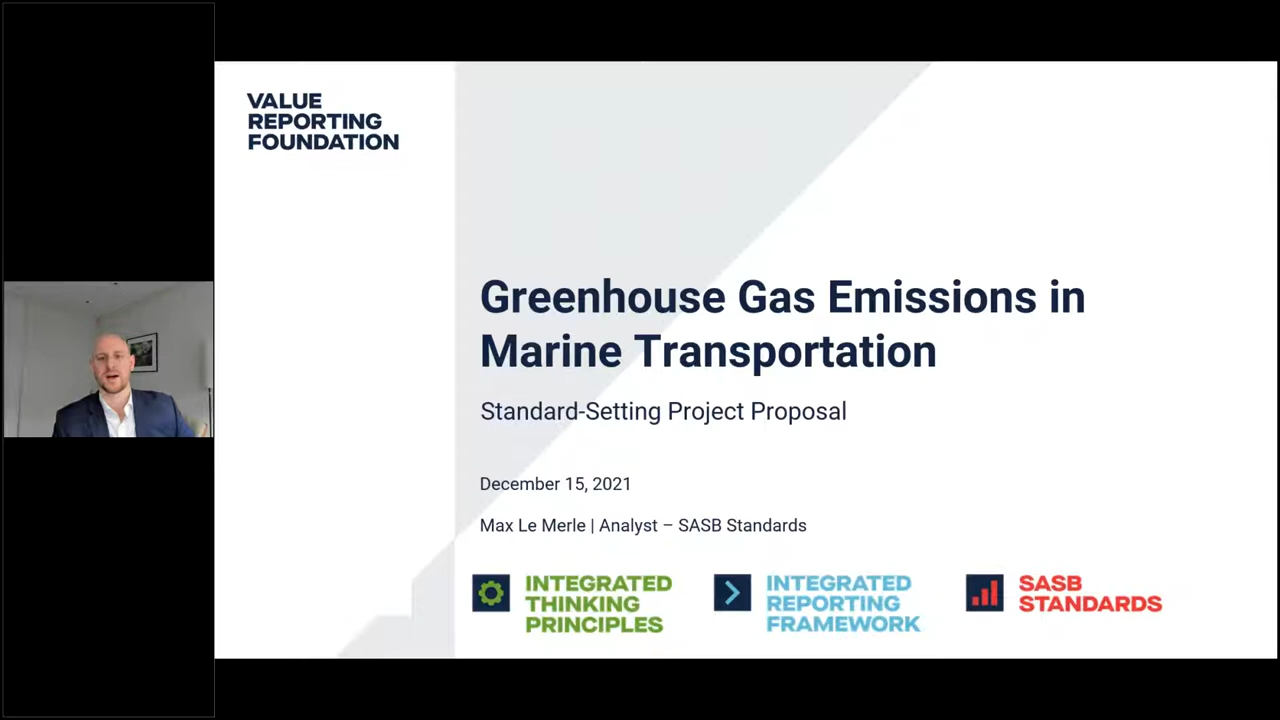 VALUE
REPORTING
FOUNDATION
Greenhouse Gas Emissions in
Marine Transportation
Standard-Setting Project Proposal
December 15, 2021
Max Le Merle | Analyst – SASB Standards
INTEGRATED
THINKING
PRINCIPLES
INTEGRATED
REPORTING
FRAMEWORK
SASB
STANDARDS